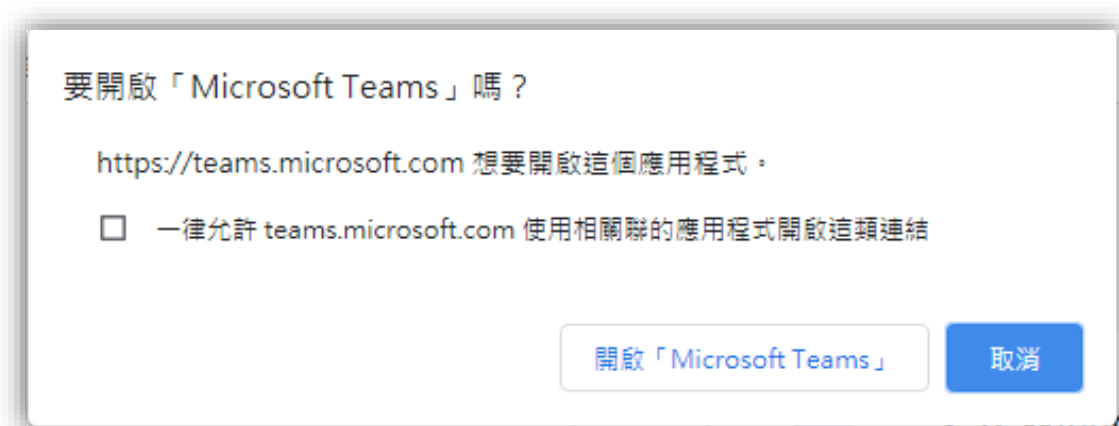 要開啟「Microsoft Teams」嗎？
https://teams.microsoft.com 想要開啟這個應用程式。
一律允許 teams.microsoft.com 使用相關聯的應用程式開啟這類連結
開啟「Microsoft Teams」
取消